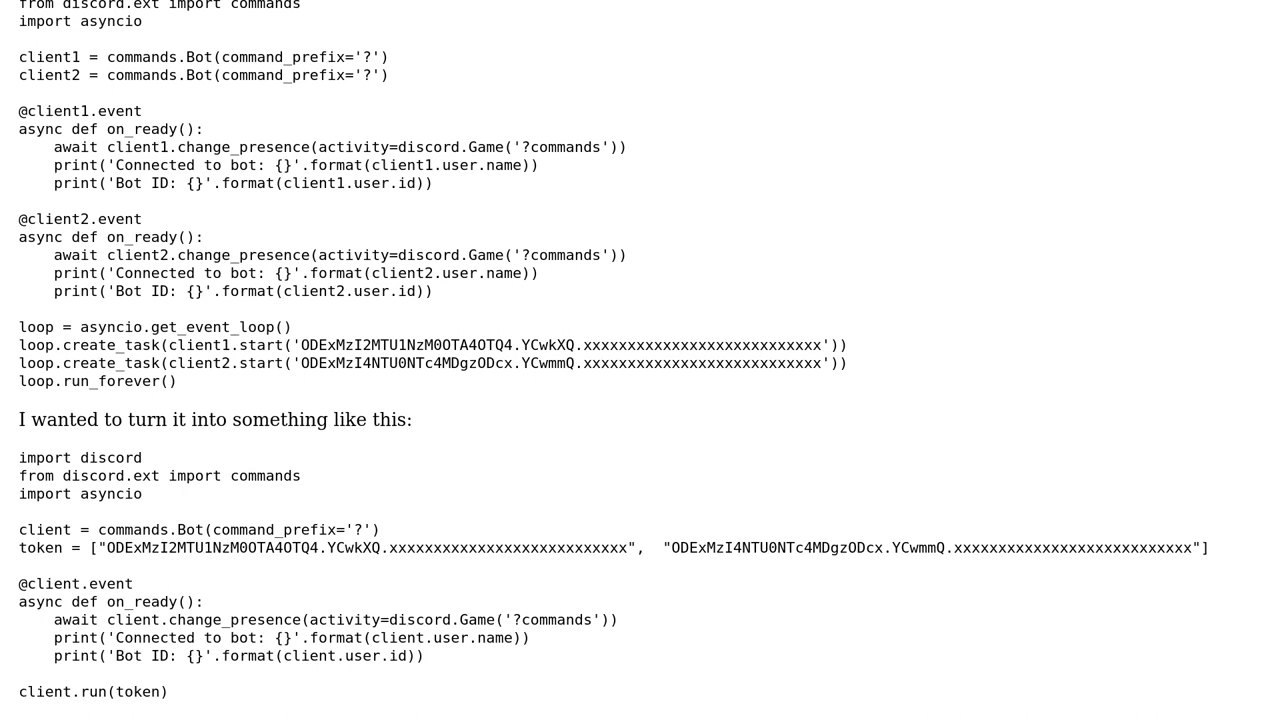 from discord.ext import commands
import asyncio

client1 = commands.Bot(command_prefix='?')
client2 = commands.Bot(command_prefix='?')

@client1.event
async def on_ready():
    await client1.change_presence(activity=discord.Game('?commands'))
    print('Connected to bot: {}'.format(client1.user.name))
    print('Bot ID: {}'.format(client1.user.id))

@client2.event
async def on_ready():
    await client2.change_presence(activity=discord.Game('?commands'))
    print('Connected to bot: {}'.format(client2.user.name))
    print('Bot ID: {}'.format(client2.user.id))

loop = asyncio.get_event_loop()
loop.create_task(client1.start('ODExMzI2MTU1NzM0OTA4OTQ4.YCwkXQ.xxxxxxxxxxxxxxxxxxxxxxxxxxx'))
loop.create_task(client2.start('ODExMzI4NTU0NTc4MDgzODcx.YCwmmQ.xxxxxxxxxxxxxxxxxxxxxxxxxxx'))
loop.run_forever()

I wanted to turn it into something like this:

import discord
from discord.ext import commands
import asyncio

client = commands.Bot(command_prefix='?')
token = ["ODExMzI2MTU1NzM0OTA4OTQ4.YCwkXQ.xxxxxxxxxxxxxxxxxxxxxxxxxxx",  "ODExMzI4NTU0NTc4MDgzODcx.YCwmmQ.xxxxxxxxxxxxxxxxxxxxxxxxxxx"]

@client.event
async def on_ready():
    await client.change_presence(activity=discord.Game('?commands'))
    print('Connected to bot: {}'.format(client.user.name))
    print('Bot ID: {}'.format(client.user.id))

client.run(token)